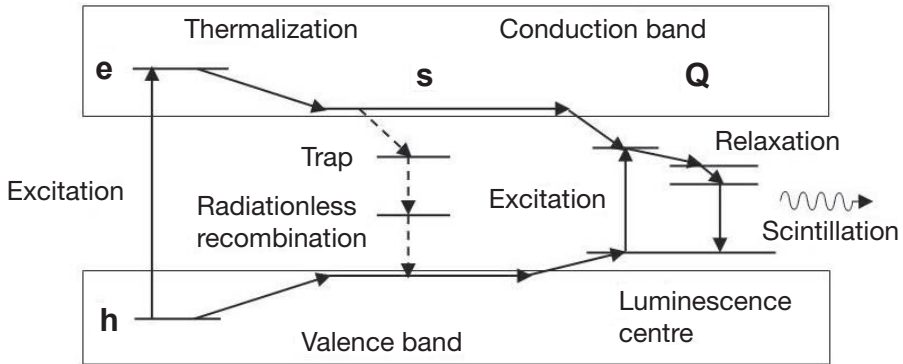 Thermalization
Conduction band
e
s
Q
Trap
Relaxation
Excitation
Radiationless
recombination
Excitation
Scintillation
h
Valence band
Luminescence
centre